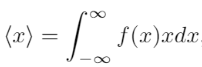 ⟨x⟩ = ∫_{-∞}^{∞} f(x)xdx.